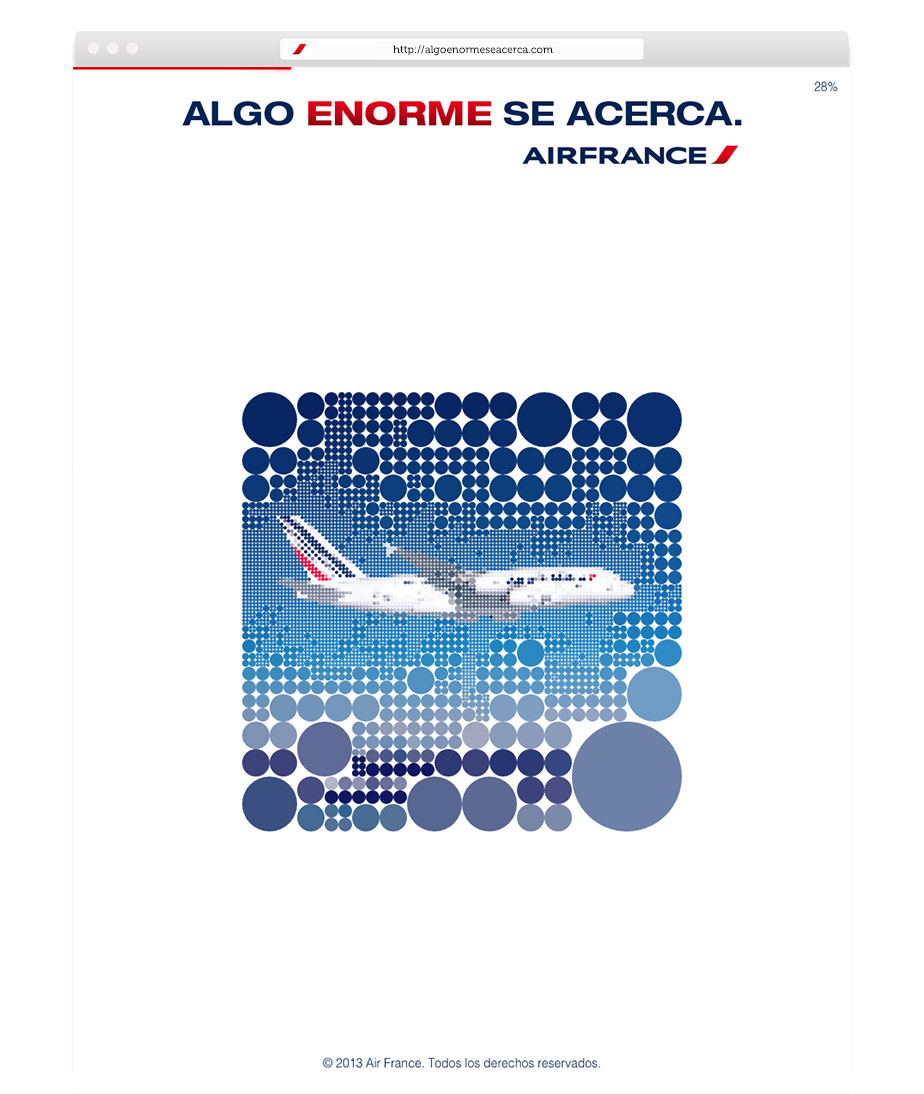 http://algoenormeseacerca.com
28%
ALGO ENORME SE ACERCA.
AIRFRANCE
© 2013 Air France. Todos los derechos reservados.